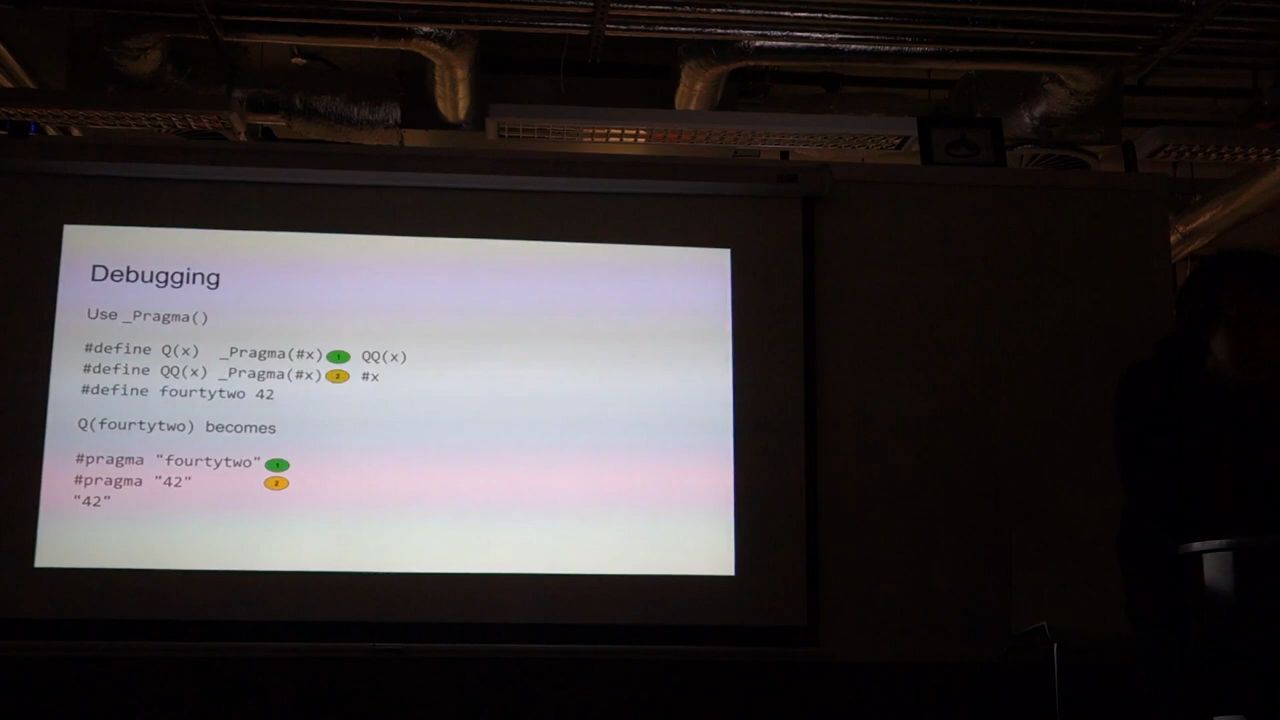 Debugging
Use _Pragma()
#define Q(x) _Pragma(#x) 1 QQ(x)
#define QQ(x) _Pragma(#x) 2 #x
#define fourtytwo 42
Q(fourtytwo) becomes
#pragma "fourtytwo" 1
#pragma "42" 2
"42"